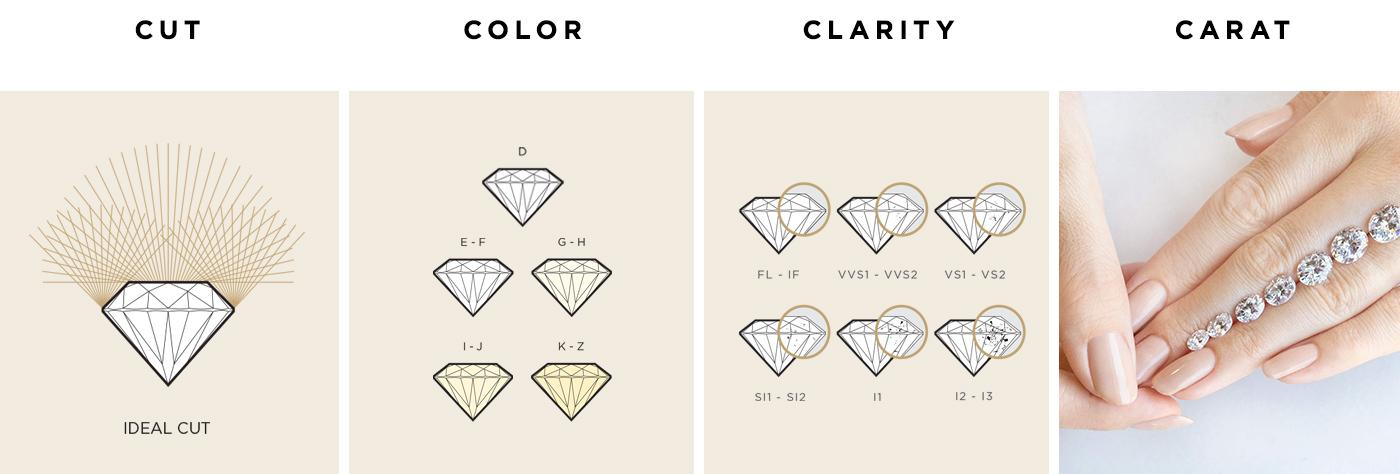 CUT
COLOR
CLARITY
CARAT
IDEAL CUT
D
E - F
G - H
I - J
K - Z
FL - IF
VVS1 - VVS2
VS1 - VS2
SI1 - SI2
I1
I2 - I3